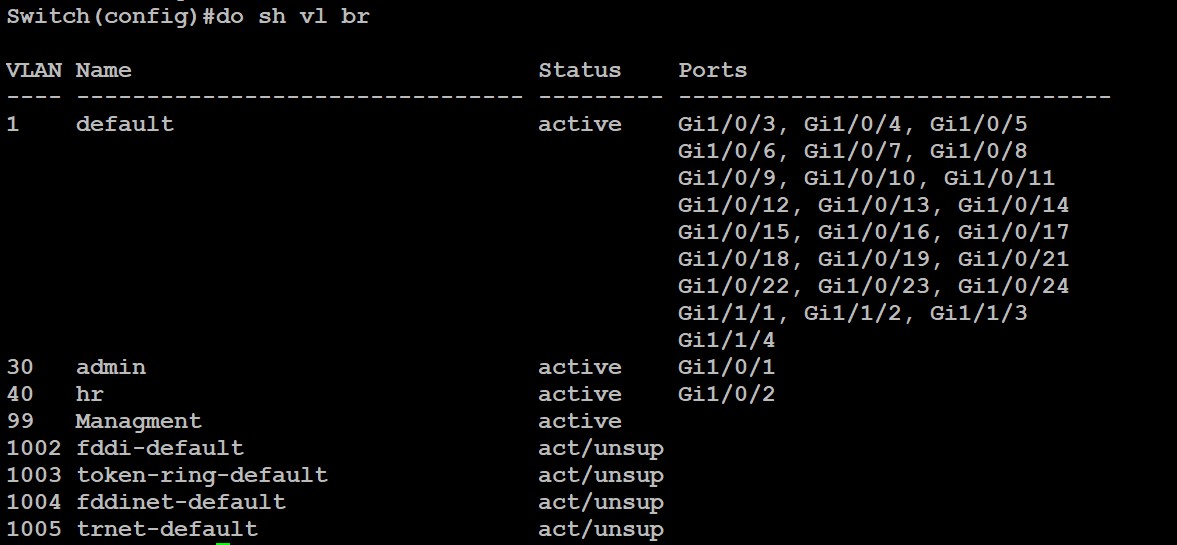 Switch(config)#do sh vl br
VLAN Name                             Status    Ports
---- -------------------------------- --------- -------------------------------
1    default                          active    Gi1/0/3, Gi1/0/4, Gi1/0/5
                                                Gi1/0/6, Gi1/0/7, Gi1/0/8
                                                Gi1/0/9, Gi1/0/10, Gi1/0/11
                                                Gi1/0/12, Gi1/0/13, Gi1/0/14
                                                Gi1/0/15, Gi1/0/16, Gi1/0/17
                                                Gi1/0/18, Gi1/0/19, Gi1/0/21
                                                Gi1/0/22, Gi1/0/23, Gi1/0/24
                                                Gi1/1/1, Gi1/1/2, Gi1/1/3
                                                Gi1/1/4
30   admin                            active    Gi1/0/1
40   hr                               active    Gi1/0/2
99   Managment                        active
1002 fddi-default                     act/unsup
1003 token-ring-default               act/unsup
1004 fddinet-default                  act/unsup
1005 trnet-default                    act/unsup